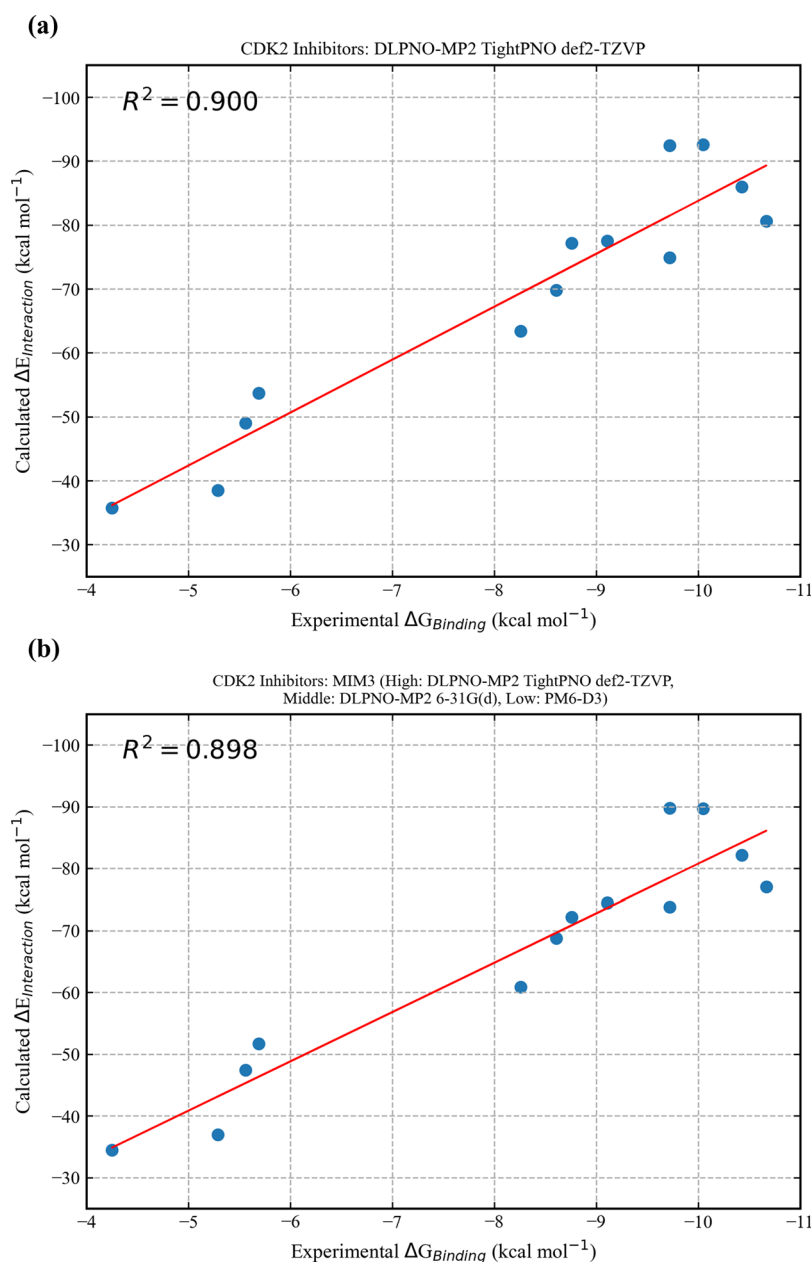 (a)
CDK2 Inhibitors: DLPNO-MP2 TightPNO def2-TZVP
R² = 0.900
−100
−90
−80
−70
−60
−50
−40
−30
Calculated ΔE_Interaction (kcal mol⁻¹)
−4 −5 −6 −7 −8 −9 −10 −11
Experimental ΔG_Binding (kcal mol⁻¹)
(b)
CDK2 Inhibitors: MIM3 (High: DLPNO-MP2 TightPNO def2-TZVP,
Middle: DLPNO-MP2 6-31G(d), Low: PM6-D3)
R² = 0.898
−100
−90
−80
−70
−60
−50
−40
−30
Calculated ΔE_Interaction (kcal mol⁻¹)
−4 −5 −6 −7 −8 −9 −10 −11
Experimental ΔG_Binding (kcal mol⁻¹)